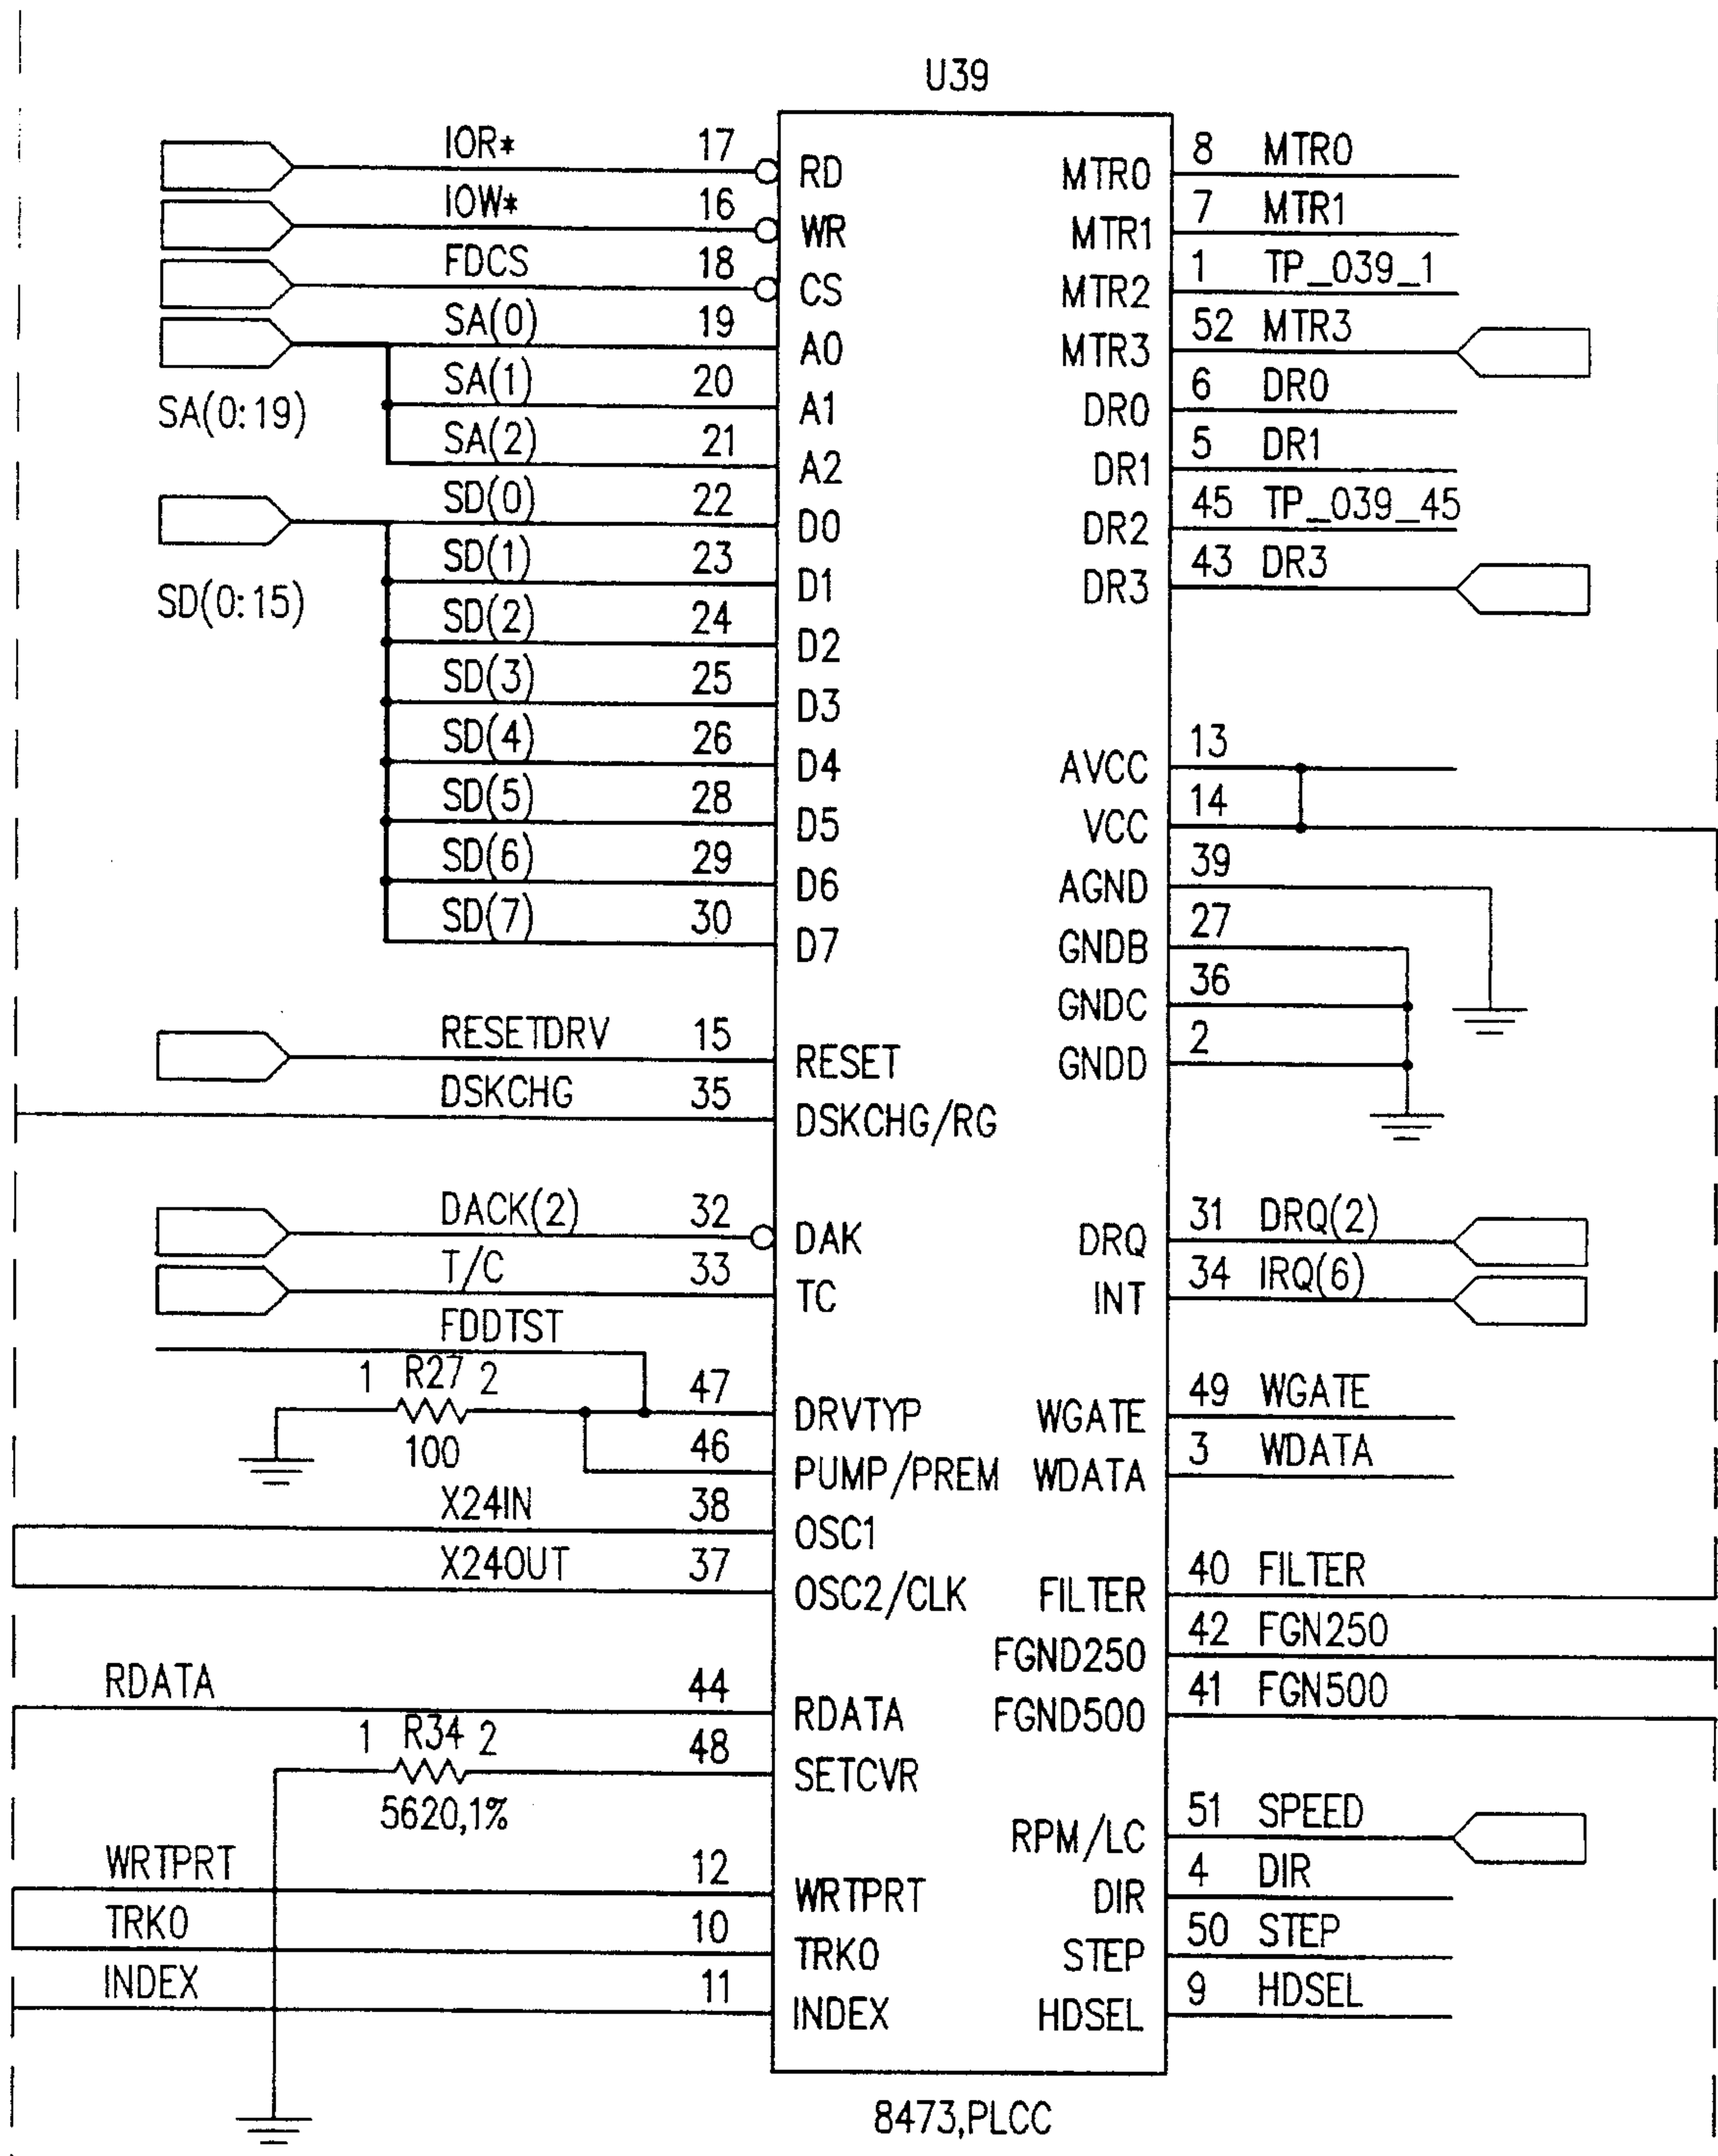 U39
IOR* 17 RD MTR0 8 MTR0
IOW* 16 WR MTR1 7 MTR1
FDCS 18 CS MTR2 1 TP_039_1
SA(0) 19 A0 MTR3 52 MTR3
SA(0:19) SA(1) 20 A1 DR0 6 DR0
SA(2) 21 A2 DR1 5 DR1
SD(0) 22 D0 DR2 45 TP_039_45
SD(0:15) SD(1) 23 D1 DR3 43 DR3
SD(2) 24 D2
SD(3) 25 D3
SD(4) 26 D4 AVCC 13
SD(5) 28 D5 VCC 14
SD(6) 29 D6 AGND 39
SD(7) 30 D7 GNDB 27
GNDC 36
RESETDRV 15 RESET GNDD 2
DSKCHG 35 DSKCHG/RG
DACK(2) 32 DAK DRQ 31 DRQ(2)
T/C 33 TC INT 34 IRQ(6)
FDDTST
1 R27 2 47 DRVTYP WGATE 49 WGATE
100 46 PUMP/PREM WDATA 3 WDATA
X24IN 38 OSC1
X24OUT 37 OSC2/CLK FILTER 40 FILTER
FGND250 42 FGN250
RDATA 44 RDATA FGND500 41 FGN500
1 R34 2 48 SETCVR
5620,1% RPM/LC 51 SPEED
WRTPRT 12 WRTPRT DIR 4 DIR
TRK0 10 TRK0 STEP 50 STEP
INDEX 11 INDEX HDSEL 9 HDSEL
8473,PLCC